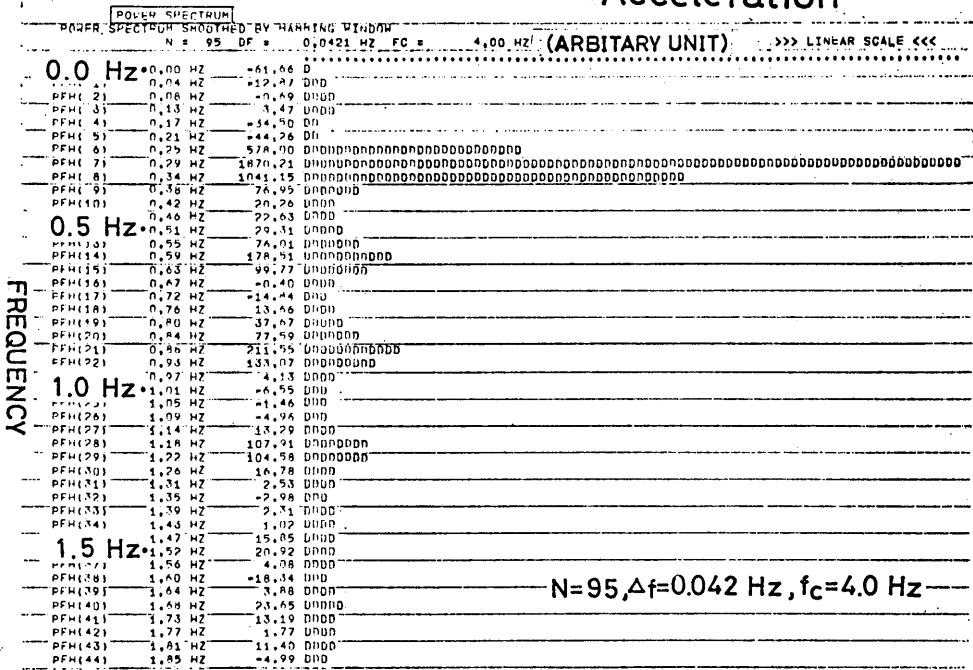 Acceleration
POWER SPECTRUM
POWER SPECTRUM SMOOTHED BY HANNING WINDOW
N = 95 DF = 0,0421 HZ FC = 4,00 HZ (ARBITARY UNIT) >>> LINEAR SCALE <<<
0.0 Hz 0,00 HZ -61,66 D
0,04 HZ -12,87 DDD
PFH( 2) 0,08 HZ -0,69 DDDD
PFH( 3) 0,13 HZ 3,47 DDDD
PFH( 4) 0,17 HZ -34,50 DD
PFH( 5) 0,21 HZ -44,26 DD
PFH( 6) 0,25 HZ 578,00
PFH( 7) 0,29 HZ 1870,21
PFH( 8) 0,34 HZ 1041,15
PFH( 9) 0,38 HZ 76,95 DDDDDDD
PFH(10) 0,42 HZ 20,26 DDDD
0,46 HZ 22,63 DDDD
0.5 Hz 0,51 HZ 29,31 DDDDD
0,55 HZ 76,01 DDDDDDD
PFH(14) 0,59 HZ 178,51
PFH(15) 0,63 HZ 99,77
PFH(16) 0,67 HZ -0,40 DDDD
PFH(17) 0,72 HZ -14,44 DDD
PFH(18) 0,76 HZ 13,66 DDDD
PFH(19) 0,80 HZ 37,67 DDDDD
PFH(20) 0,84 HZ 77,59 DDDDDDD
PFH(21) 211,55
PFH(22) 0,93 HZ 133,07
0,97 HZ 4,13 DDDD
1.0 Hz 1,01 HZ -6,55 DDD
1,05 HZ -1,46 DDD
PFH(26) 1,09 HZ -4,96 DDD
PFH(27) 1,14 HZ 13,29 DDDD
PFH(28) 1,18 HZ 107,91 DDDDDDDD
PFH(29) 1,22 HZ 104,58 DDDDDDDD
PFH(30) 1,26 HZ 16,78 DDDD
PFH(31) 1,31 HZ 2,53 DDDD
PFH(32) 1,35 HZ -2,98 DDD
PFH(33) 1,39 HZ 2,31 DDDD
PFH(34) 1,43 HZ 1,02 DDDD
1,47 HZ 15,05 DDDD
1.5 Hz 1,52 HZ 20,92 DDDD
1,56 HZ 4,08 DDDD
PFH(38) 1,60 HZ -18,34 DDD
PFH(39) 1,64 HZ 3,88 DDDD
PFH(40) 1,68 HZ 23,65 DDDDD
PFH(41) 1,73 HZ 13,19 DDDD
PFH(42) 1,77 HZ 1,77 DDDD
PFH(43) 1,81 HZ 11,40 DDDD
PFH(44) 1,85 HZ -4,99 DDD
N=95, Δf=0.042 Hz, fc=4.0 Hz
FREQUENCY